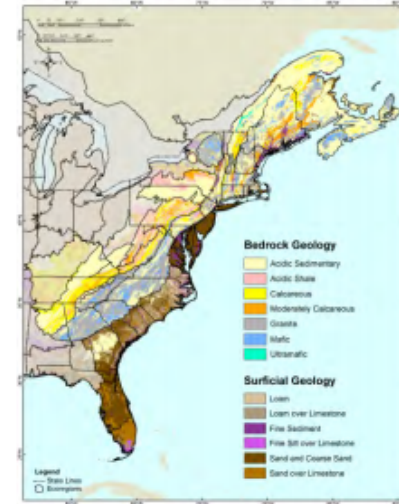 Bedrock Geology
Acidic Sedimentary
Acidic Shale
Calcareous
Moderately Calcareous
Granite
Mafic
Ultramafic
Surficial Geology
Loam
Loam over Limestone
Fine Sediment
Fine Silt over Limestone
Sand and Coarse Sand
Sand over Limestone
Legend
State Lines
Ecoregions